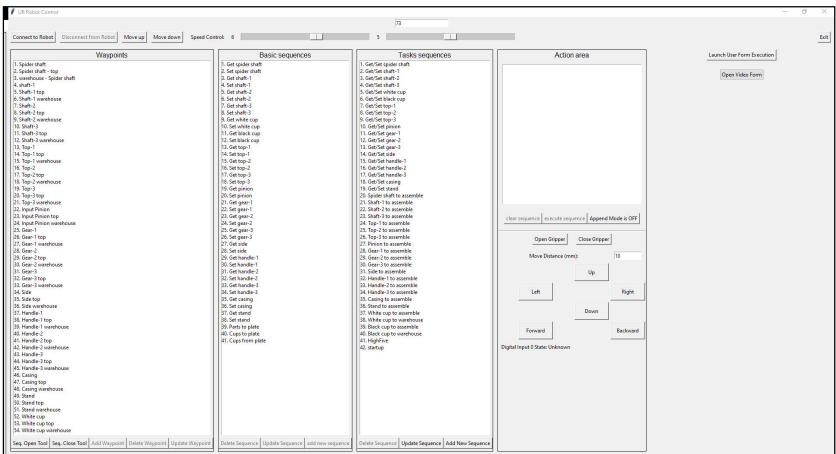 UR Robot Control
73
Connect to Robot Disconnect from Robot Move up Move down Speed Control: 6 5 Exit
Waypoints
1. Spider shaft
2. Spider shaft - top
3. warehouse - Spider shaft
4. shaft-1
5. Shaft-1 top
6. Shaft-1 warehouse
7. Shaft-2
8. Shaft-2 top
9. Shaft-2 warehouse
10. Shaft-3
11. Shaft-3 top
12. Shaft-3 warehouse
13. Top-1
14. Top-1 top
15. Top-1 warehouse
16. Top-2
17. Top-2 top
18. Top-2 warehouse
19. Top-3
20. Top-3 top
21. Top-3 warehouse
22. Input Pinion
23. Input Pinion top
24. Input Pinion warehouse
25. Gear-1
26. Gear-1 top
27. Gear-1 warehouse
28. Gear-2
29. Gear-2 top
30. Gear-2 warehouse
31. Gear-3
32. Gear-3 top
33. Gear-3 warehouse
34. Side
35. Side top
36. Side warehouse
37. Handle-1
38. Handle-1 top
39. Handle-1 warehouse
40. Handle-2
41. Handle-2 top
42. Handle-2 warehouse
43. Handle-3
44. Handle-3 top
45. Handle-3 warehouse
46. Casing
47. Casing top
48. Casing warehouse
49. Stand
50. Stand top
51. Stand warehouse
52. White cup
53. White cup top
54. White cup warehouse
Seq. Open Tool Seq. Close Tool Add Waypoint Delete Waypoint Update Waypoint
Basic sequences
1. Get spider shaft
2. Set spider shaft
3. Get shaft-1
4. Set shaft-1
5. Get shaft-2
6. Set shaft-2
7. Get shaft-3
8. Set shaft-3
9. Get white cup
10. Set white cup
11. Get black cup
12. Set black cup
13. Get top-1
14. Set top-1
15. Get top-2
16. Set top-2
17. Get top-3
18. Set top-3
19. Get pinion
20. Set pinion
21. Get gear-1
22. Set gear-1
23. Get gear-2
24. Set gear-2
25. Get gear-3
26. Set gear-3
27. Get side
28. Set side
29. Get handle-1
30. Set handle-1
31. Get handle-2
32. Set handle-2
33. Get handle-3
34. Set handle-3
35. Get casing
36. Set casing
37. Get stand
38. Set stand
39. Parts to plate
40. Cups to plate
41. Cups from plate
Delete Sequence Update Sequence add new sequence
Tasks sequences
1. Get/Set spider shaft
2. Get/Set shaft-1
3. Get/Set shaft-2
4. Get/Set shaft-3
5. Get/Set white cup
6. Get/Set black cup
7. Get/Set top-1
8. Get/Set top-2
9. Get/Set top-3
10. Get/Set pinion
11. Get/Set gear-1
12. Get/Set gear-2
13. Get/Set gear-3
14. Get/Set side
15. Get/Set handle-1
16. Get/Set handle-2
17. Get/Set handle-3
18. Get/Set casing
19. Get/Set stand
20. Spider shaft to assemble
21. Shaft-1 to assemble
22. Shaft-2 to assemble
23. Shaft-3 to assemble
24. Top-1 to assemble
25. Top-2 to assemble
26. Top-3 to assemble
27. Pinion to assemble
28. Gear-1 to assemble
29. Gear-2 to assemble
30. Gear-3 to assemble
31. Side to assemble
32. Handle-1 to assemble
33. Handle-2 to assemble
34. Handle-3 to assemble
35. Casing to assemble
36. Stand to assemble
37. White cup to assemble
38. White cup to warehouse
39. Black cup to assemble
40. Black cup to warehouse
41. HighFive
42. startup
Delete Sequence Update Sequence Add New Sequence
Action area
clear sequence execute sequence Append Mode is OFF
Open Gripper Close Gripper
Move Distance (mm): 10
Up
Left Right
Down
Forward Backward
Digital Input 0 State: Unknown
Launch User Form Execution
Open Video Form